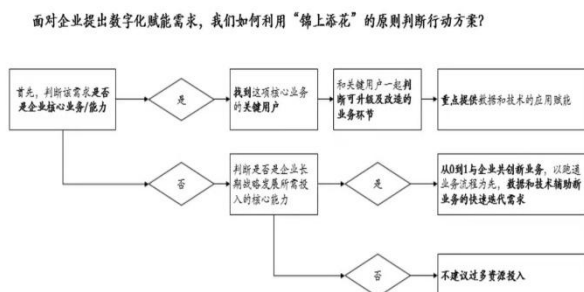 面对企业提出数字化赋能需求，我们如何利用“锦上添花”的原则判断行动方案？
首先，判断该需求是否
是企业核心业务/能力
是
找到这项核心业务
的关键用户
和关键用户一起判
断可升级及改造的
业务环节
重点提供数据和技术的应用赋能
否
判断是否是企业长
期战略发展所需投
入的核心能力
是
从0到1与企业共创新业务，以跑通
业务流程为先，数据和技术辅助新
业务的快速迭代需求
否
不建议过多资源投入